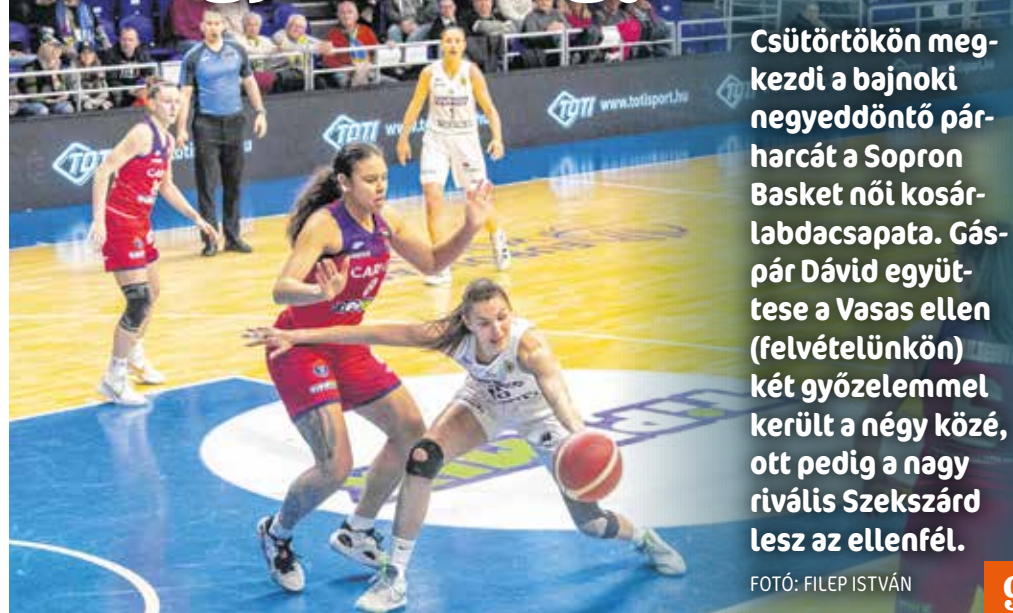 TOTI www.totisport.hu
TOTI
TOTI
Csütörtökön meg-
kezdi a bajnoki
negyeddöntő pár-
harcát a Sopron
Basket női kosár-
labdacsapata. Gás-
pár Dávid együt-
tese a Vasas ellen
(felvételünkön)
két győzelemmel
került a négy közé,
ott pedig a nagy
rivális Szekszárd
lesz az ellenfél.
FOTÓ: FILEP ISTVÁN